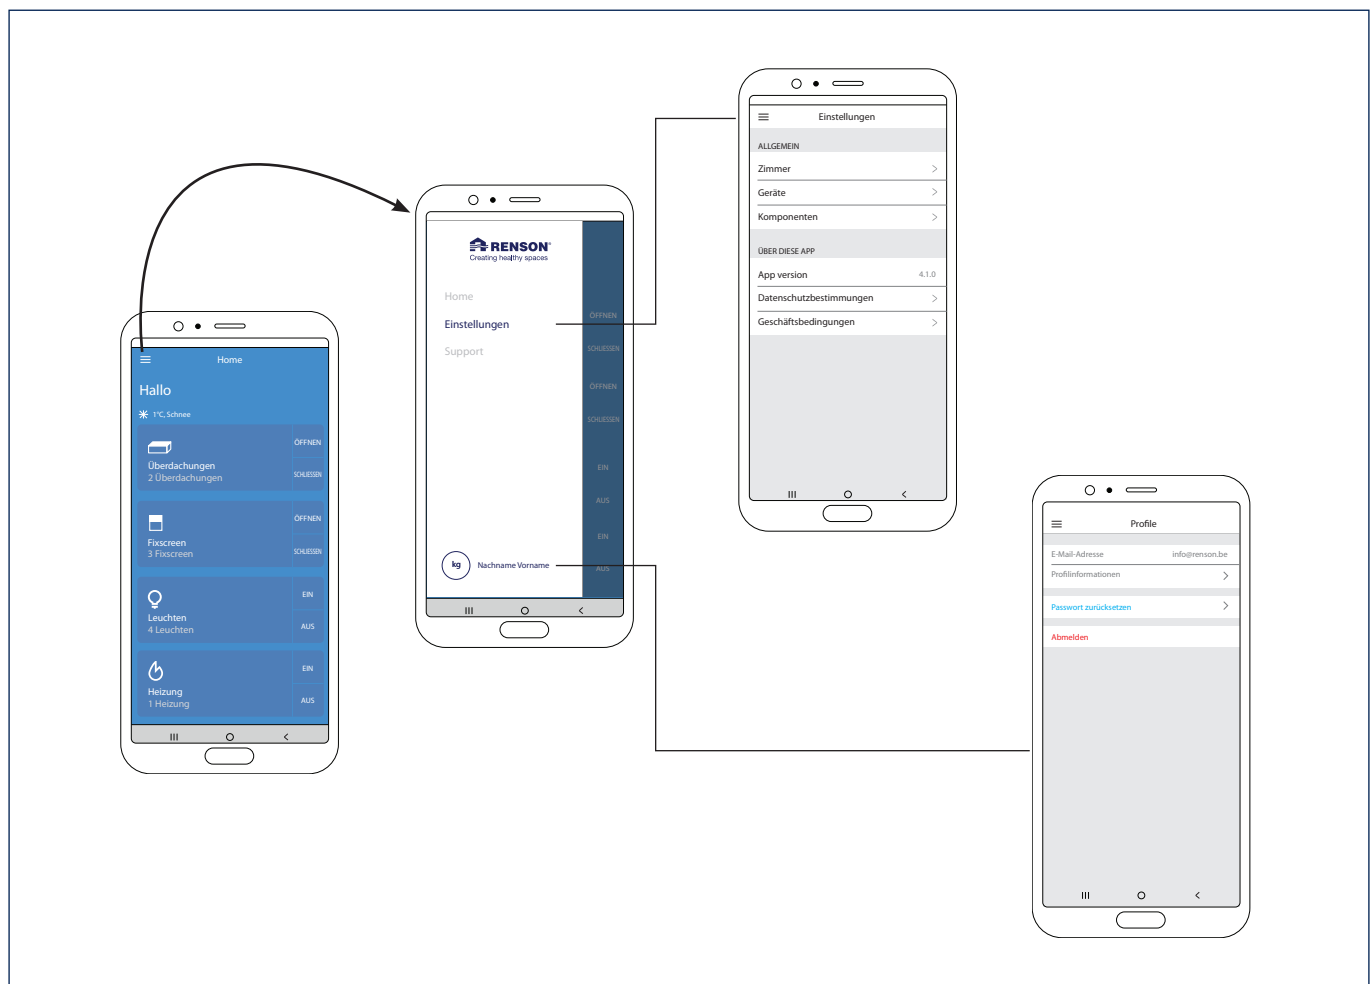 Home
Hallo
1°C, Schnee
Überdachungen
2 Überdachungen
ÖFFNEN
SCHLIESSEN
Fixscreen
3 Fixscreen
ÖFFNEN
SCHLIESSEN
Leuchten
4 Leuchten
EIN
AUS
Heizung
1 Heizung
EIN
AUS
RENSON®
Creating healthy spaces
Home
Einstellungen
Support
kg
Nachname Vorname
ÖFFNEN
SCHLIESSEN
ÖFFNEN
SCHLIESSEN
EIN
AUS
EIN
AUS
Einstellungen
ALLGEMEIN
Zimmer
Geräte
Komponenten
ÜBER DIESE APP
App version 4.1.0
Datenschutzbestimmungen
Geschäftsbedingungen
Profile
E-Mail-Adresse info@renson.be
Profilinformationen
Passwort zurücksetzen
Abmelden